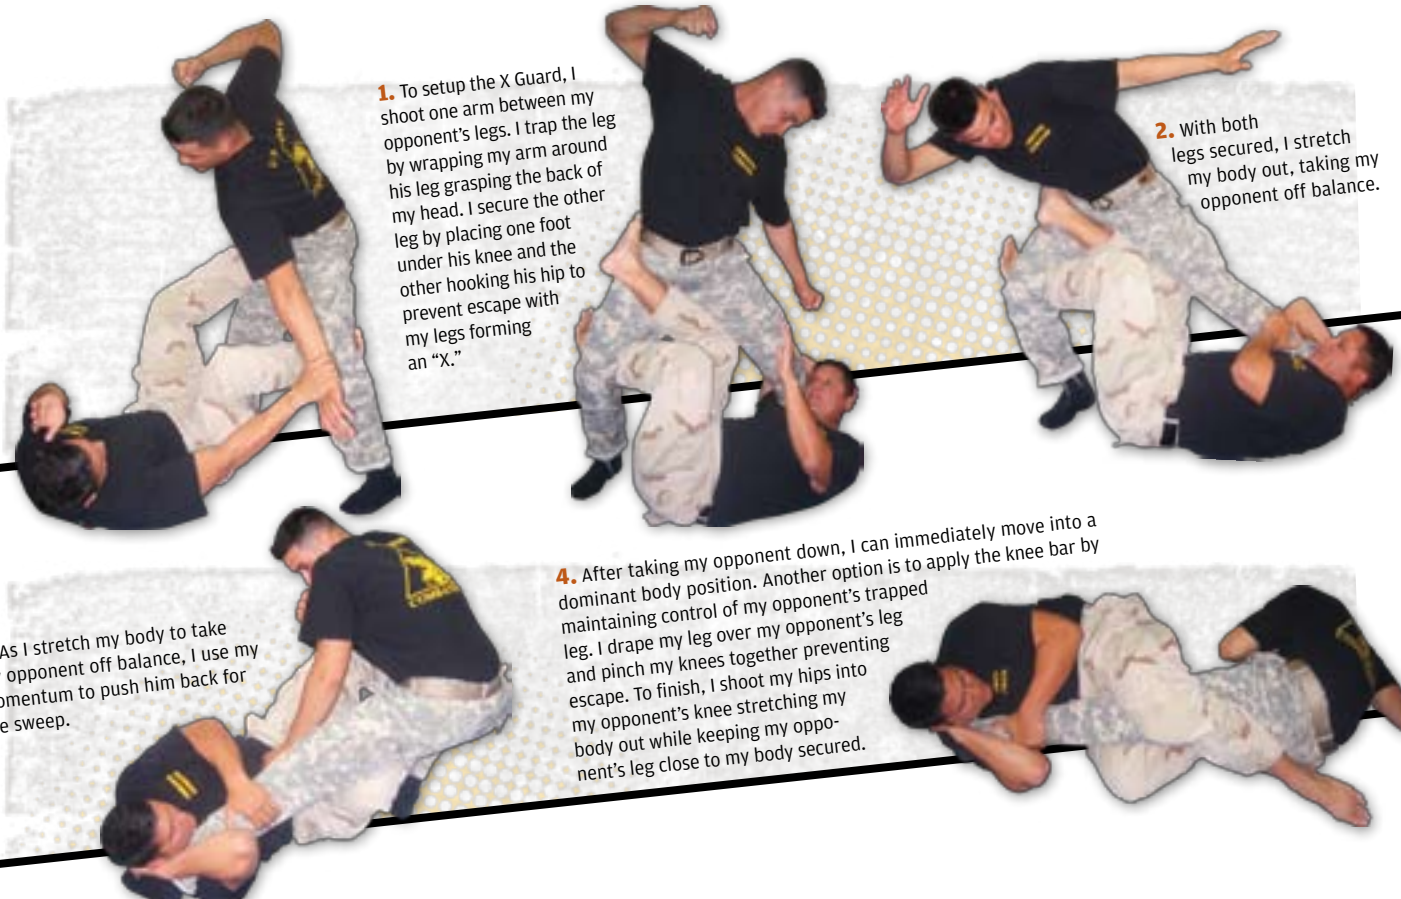 1. To setup the X Guard, I
shoot one arm between my
opponent's legs. I trap the leg
by wrapping my arm around
his leg grasping the back of
my head. I secure the other
leg by placing one foot
under his knee and the
other hooking his hip to
prevent escape with
my legs forming
an “X.”
2. With both
legs secured, I stretch
my body out, taking my
opponent off balance.
As I stretch my body to take
opponent off balance, I use my
omentum to push him back for
e sweep.
4. After taking my opponent down, I can immediately move into a
dominant body position. Another option is to apply the knee bar by
maintaining control of my opponent's trapped
leg. I drape my leg over my opponent's leg
and pinch my knees together preventing
escape. To finish, I shoot my hips into
my opponent's knee stretching my
body out while keeping my oppo-
nent's leg close to my body secured.